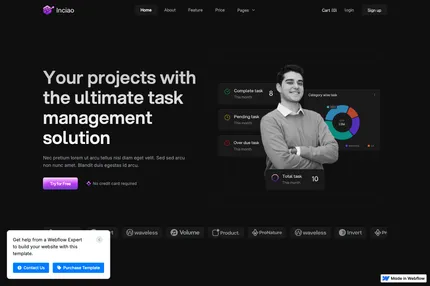 Inciao
Home
About
Feature
Price
Pages
Cart (0)
login
Sign up
Your projects with
the ultimate task
management
solution
Nec pretium lorem ut arcu tellus nisl diam eget velit. Sed sed arcu
non nunc amet. Blandit duis egestas id arcu.
Try for Free
No credit card required
Complete task
This month
8
Pending task
This month
Over due task
This month
Total task
This month
10
Category wise task
waveless
Volume
Product.
ProNature
waveless
Invert
Get help from a Webflow Expert
to build your website with this
template.
Contact Us
Purchase Template
Made in Webflow